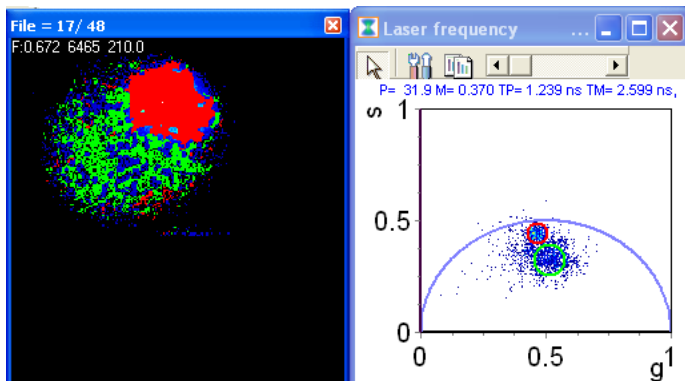 File = 17/ 48
F:0.672 6465 210.0
Laser frequency ...
P= 31.9 M= 0.370 TP= 1.239 ns TM= 2.599 ns,
s
1
0.5
0
0 0.5 g 1